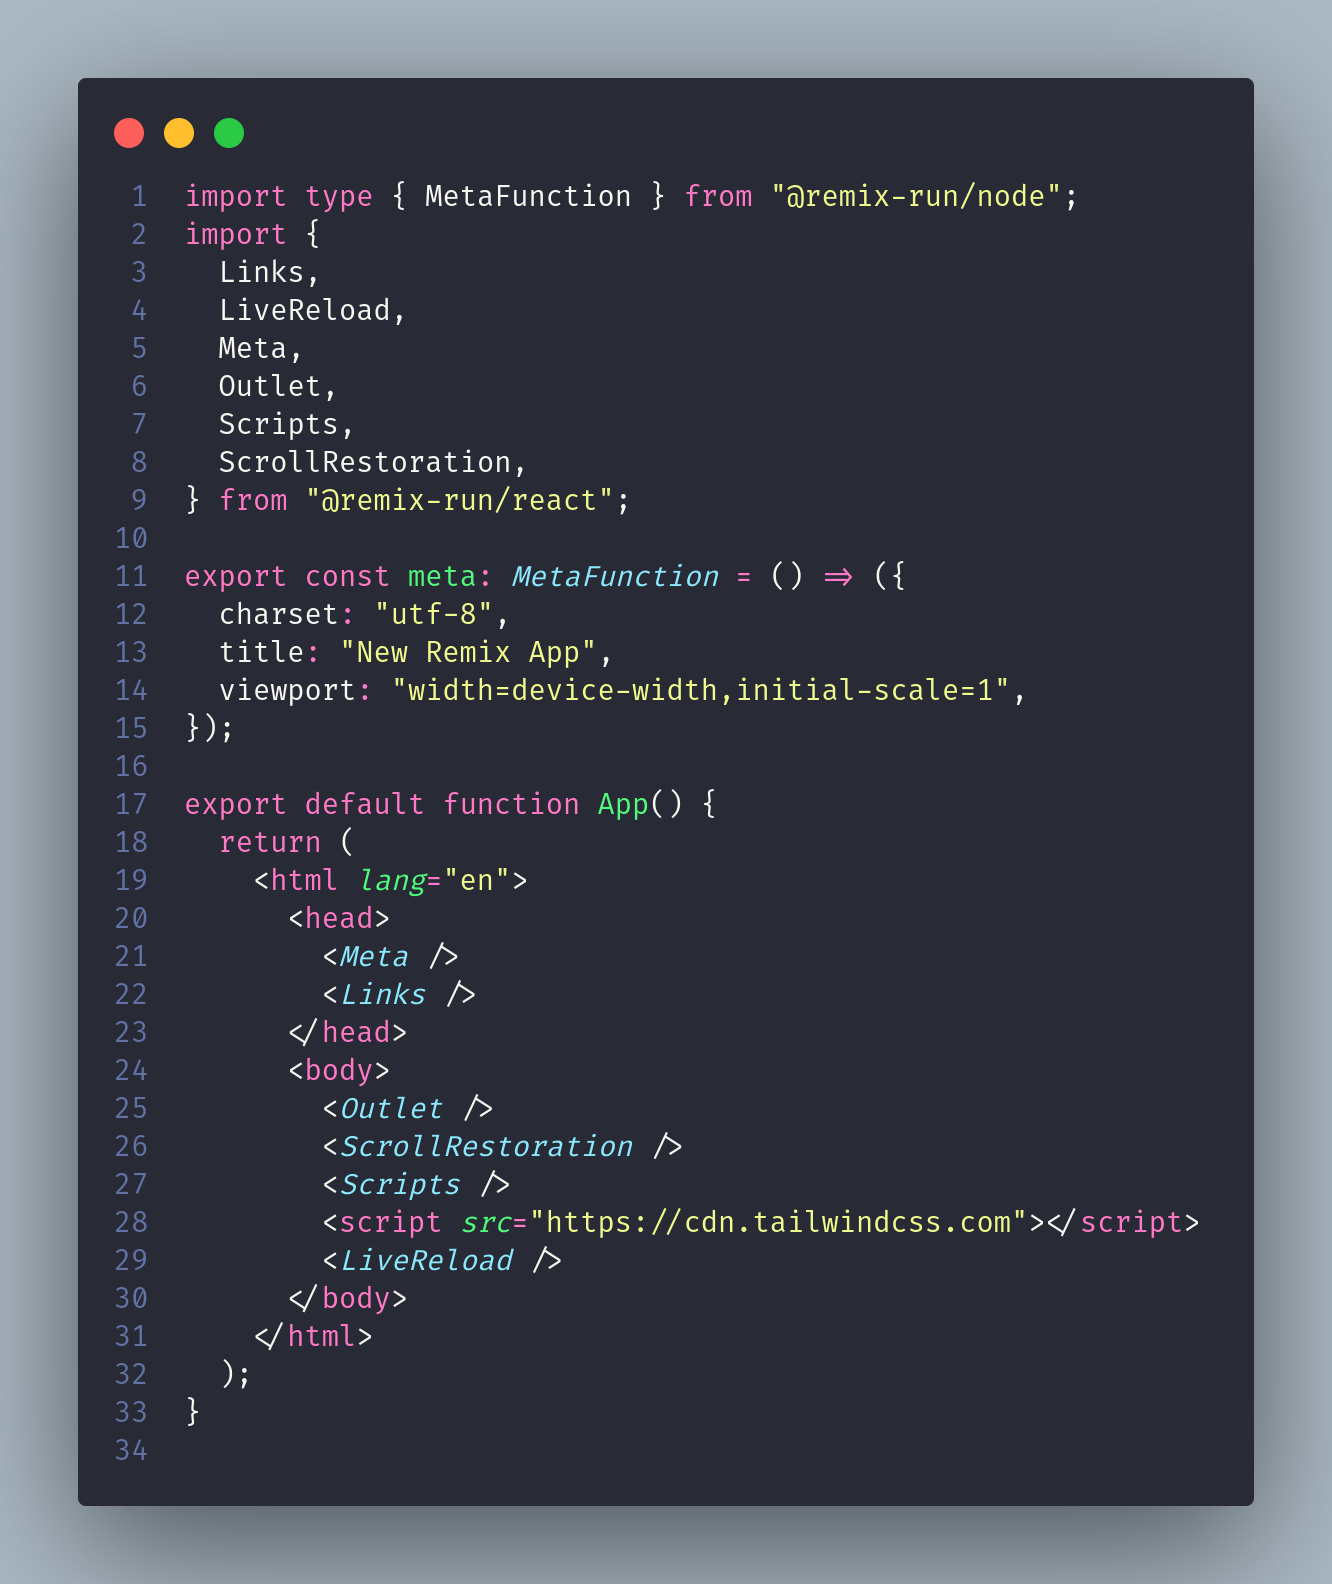 1 import type { MetaFunction } from "@remix-run/node";
2 import {
3   Links,
4   LiveReload,
5   Meta,
6   Outlet,
7   Scripts,
8   ScrollRestoration,
9 } from "@remix-run/react";
10
11 export const meta: MetaFunction = () => ({
12   charset: "utf-8",
13   title: "New Remix App",
14   viewport: "width=device-width,initial-scale=1",
15 });
16
17 export default function App() {
18   return (
19     <html lang="en">
20       <head>
21         <Meta />
22         <Links />
23       </head>
24       <body>
25         <Outlet />
26         <ScrollRestoration />
27         <Scripts />
28         <script src="https://cdn.tailwindcss.com"></script>
29         <LiveReload />
30       </body>
31     </html>
32   );
33 }
34